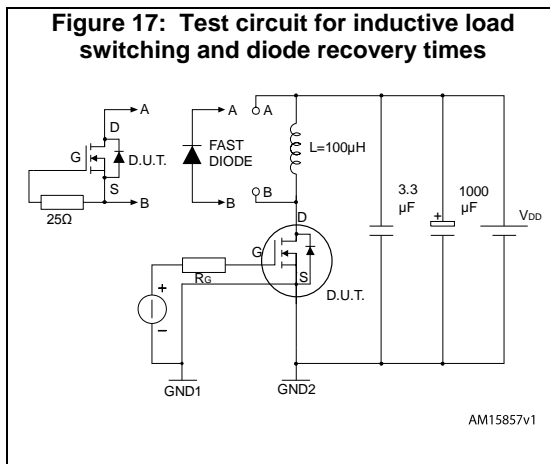 Figure 17: Test circuit for inductive load
switching and diode recovery times
A
D
G
D.U.T.
S
B
25Ω
A
FAST
DIODE
B
A
L=100µH
B
D
G
S
D.U.T.
RG
+
−
GND1
GND2
3.3
µF
+
1000
µF
VDD
AM15857v1